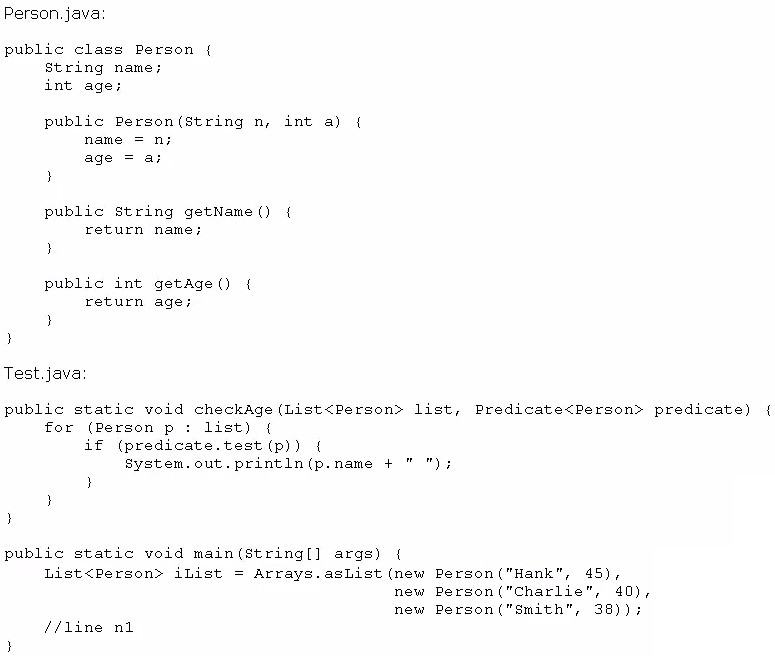 Person.java:
public class Person {
    String name;
    int age;
    public Person(String n, int a) {
        name = n;
        age = a;
    }
    public String getName() {
        return name;
    }
    public int getAge() {
        return age;
    }
}
Test.java:
public static void checkAge(List<Person> list, Predicate<Person> predicate) {
    for (Person p : list) {
        if (predicate.test(p)) {
            System.out.println(p.name + " ");
        }
    }
}
public static void main(String[] args) {
    List<Person> iList = Arrays.asList(new Person("Hank", 45),
                                       new Person("Charlie", 40),
                                       new Person("Smith", 38));
    //line n1
}